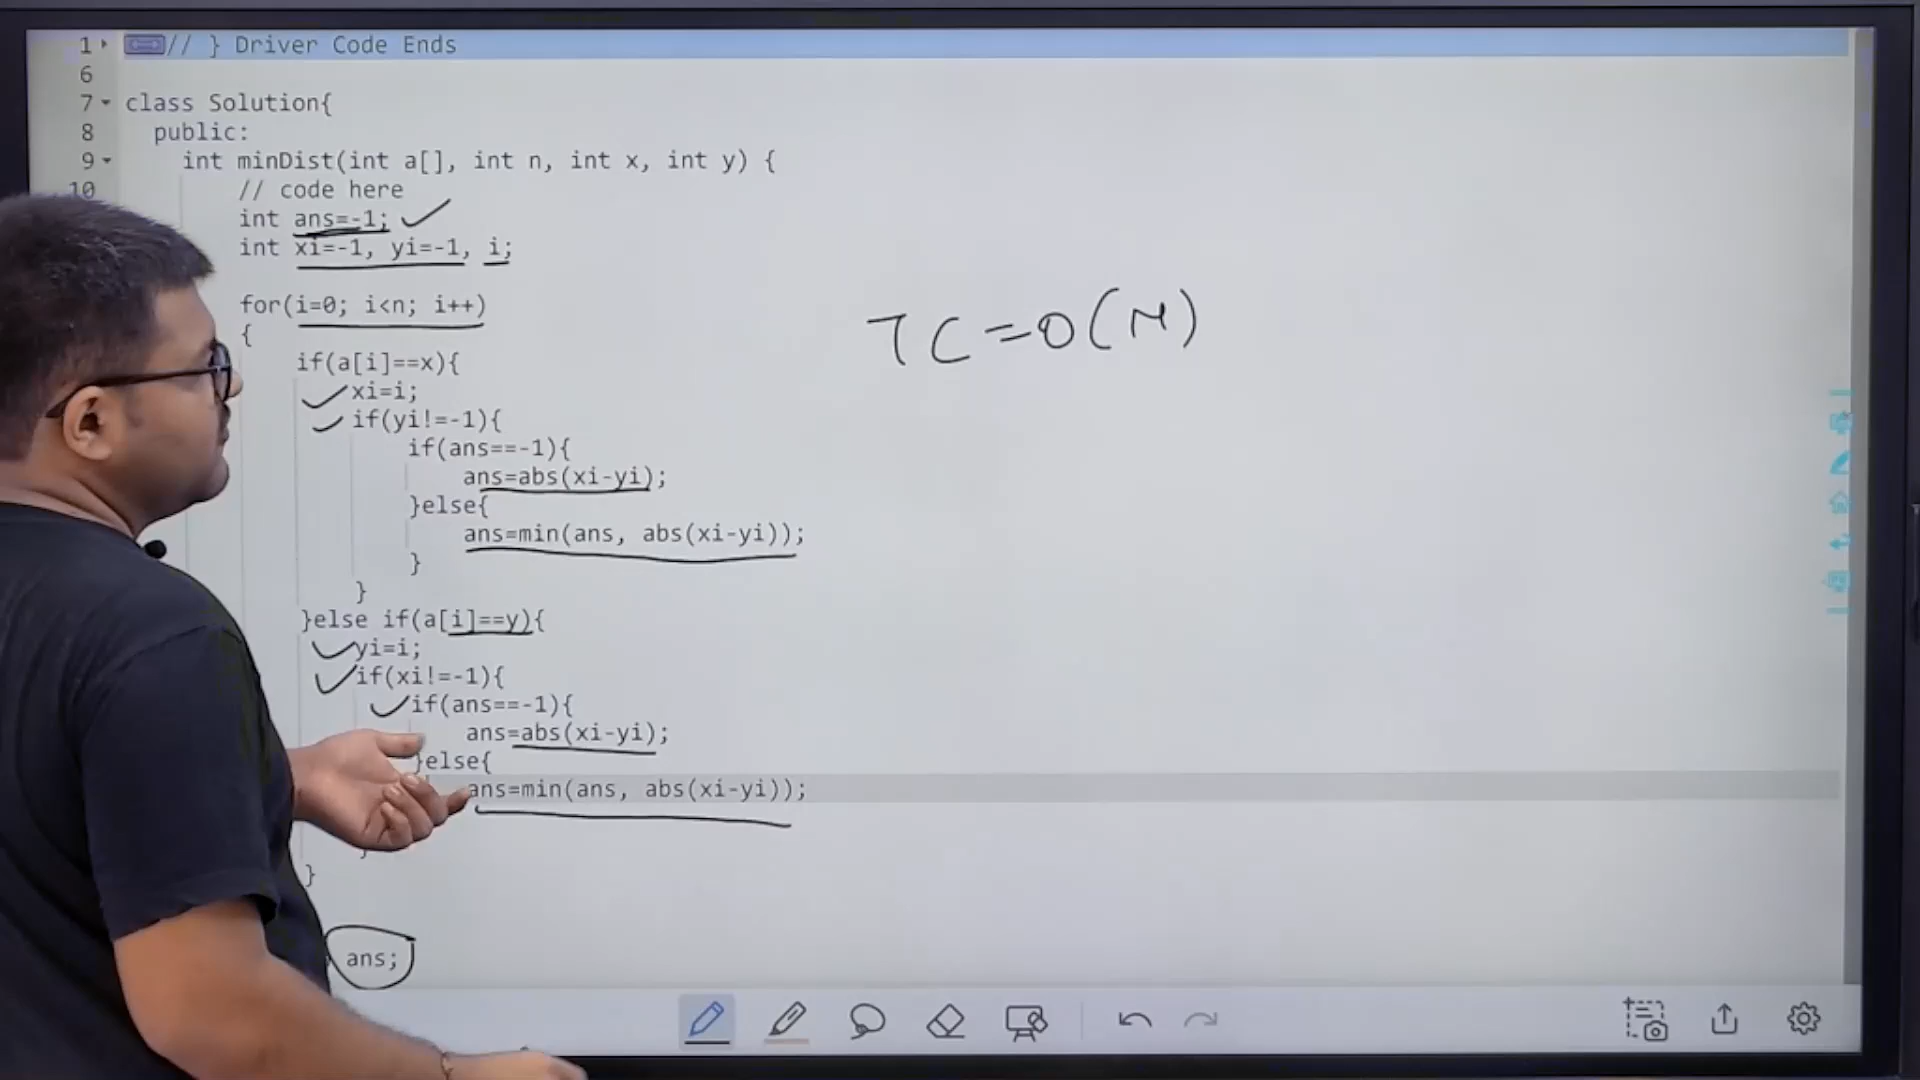 1 // } Driver Code Ends
6
7 class Solution{
8 public:
9 int minDist(int a[], int n, int x, int y) {
10 // code here
int ans=-1;
int xi=-1, yi=-1, i;
for(i=0; i<n; i++)
{
if(a[i]==x){
xi=i;
if(yi!=-1){
if(ans==-1){
ans=abs(xi-yi);
}else{
ans=min(ans, abs(xi-yi));
}
}
}else if(a[i]==y){
yi=i;
if(xi!=-1){
if(ans==-1){
ans=abs(xi-yi);
}else{
ans=min(ans, abs(xi-yi));
}
}
ans;
TC=O(N)